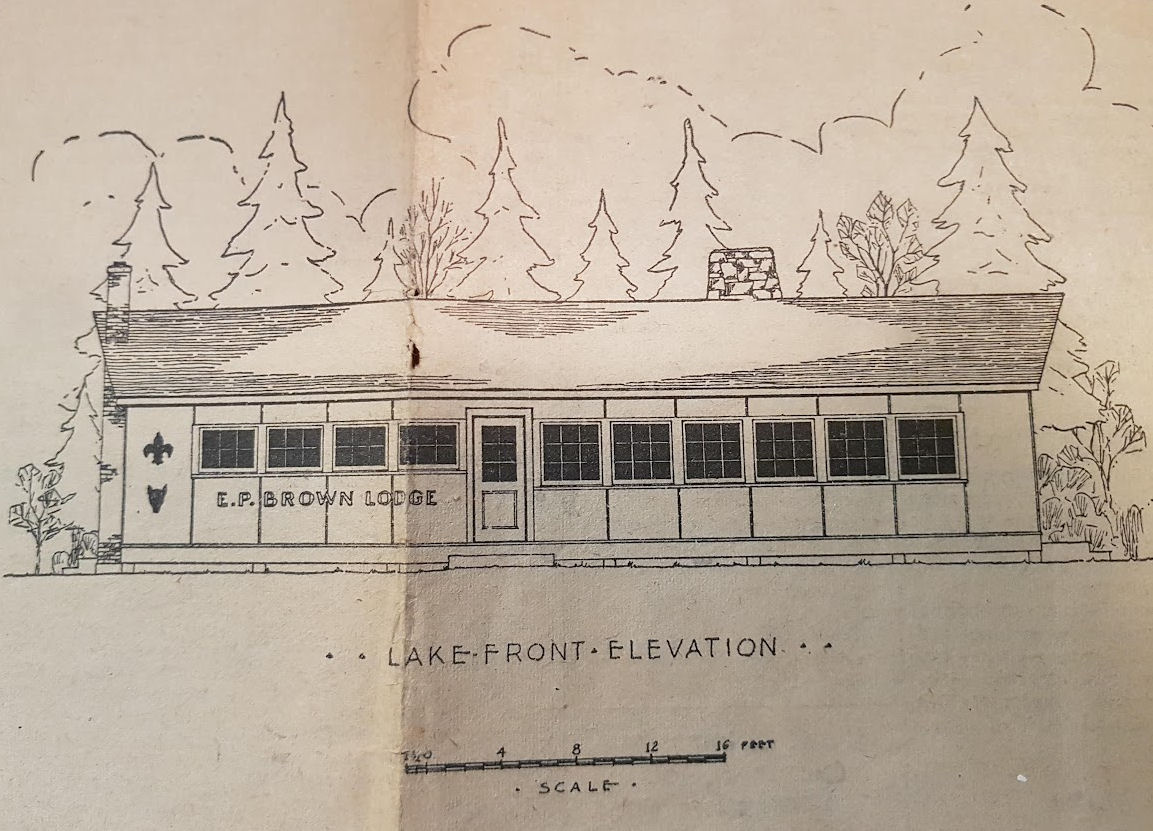 E.P. BROWN LODGE
· · LAKE-FRONT·ELEVATION · ·
0 4 8 12 16 FEET
· SCALE ·